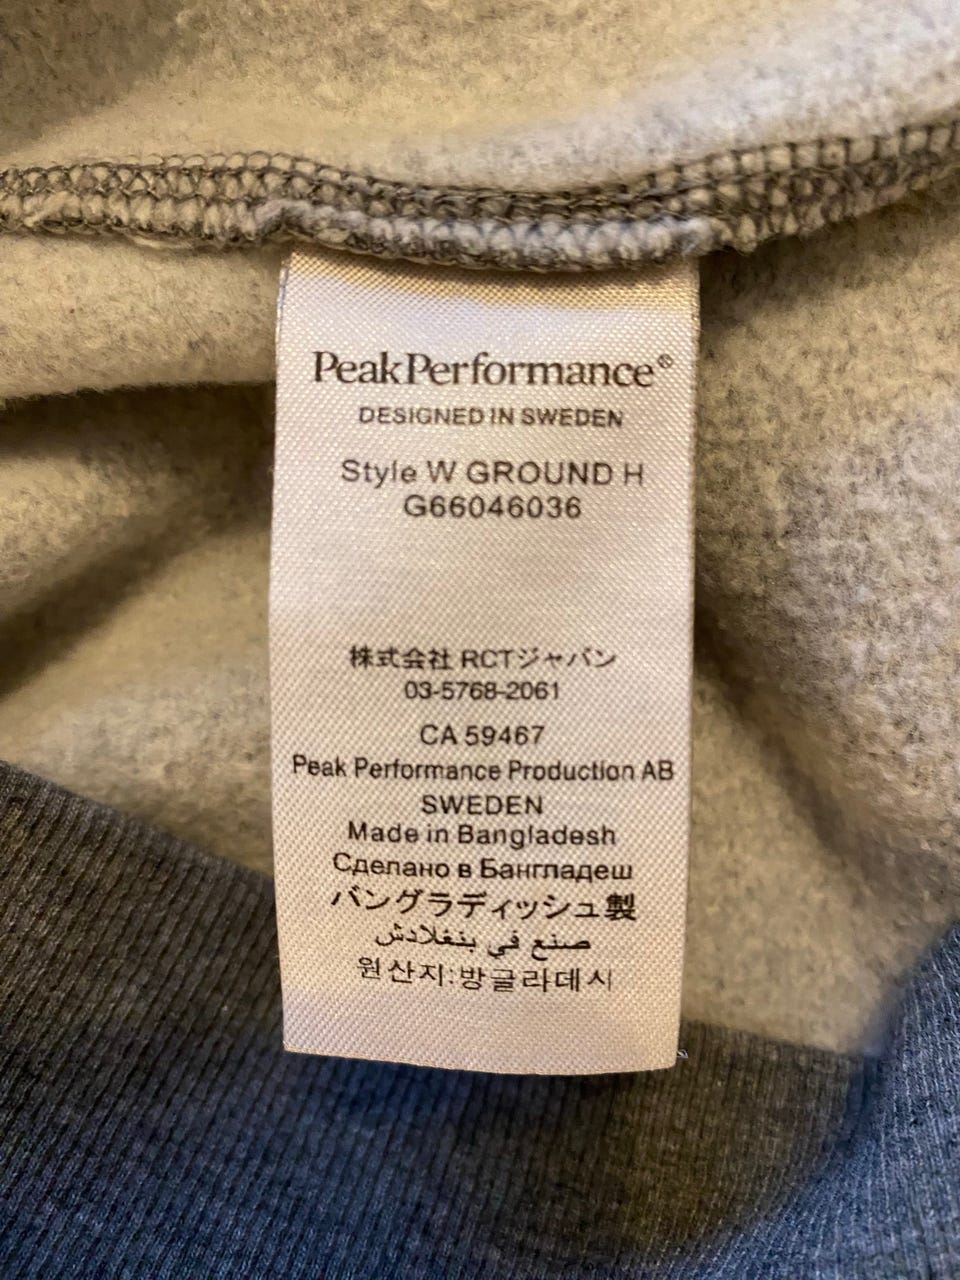 PeakPerformance®
DESIGNED IN SWEDEN
Style W GROUND H
G66046036
株式会社 RCTジャパン
03-5768-2061
CA 59467
Peak Performance Production AB
SWEDEN
Made in Bangladesh
Сделано в Бангладеш
バングラディッシュ製
صنع في بنغلادش
원산지:방글라데시